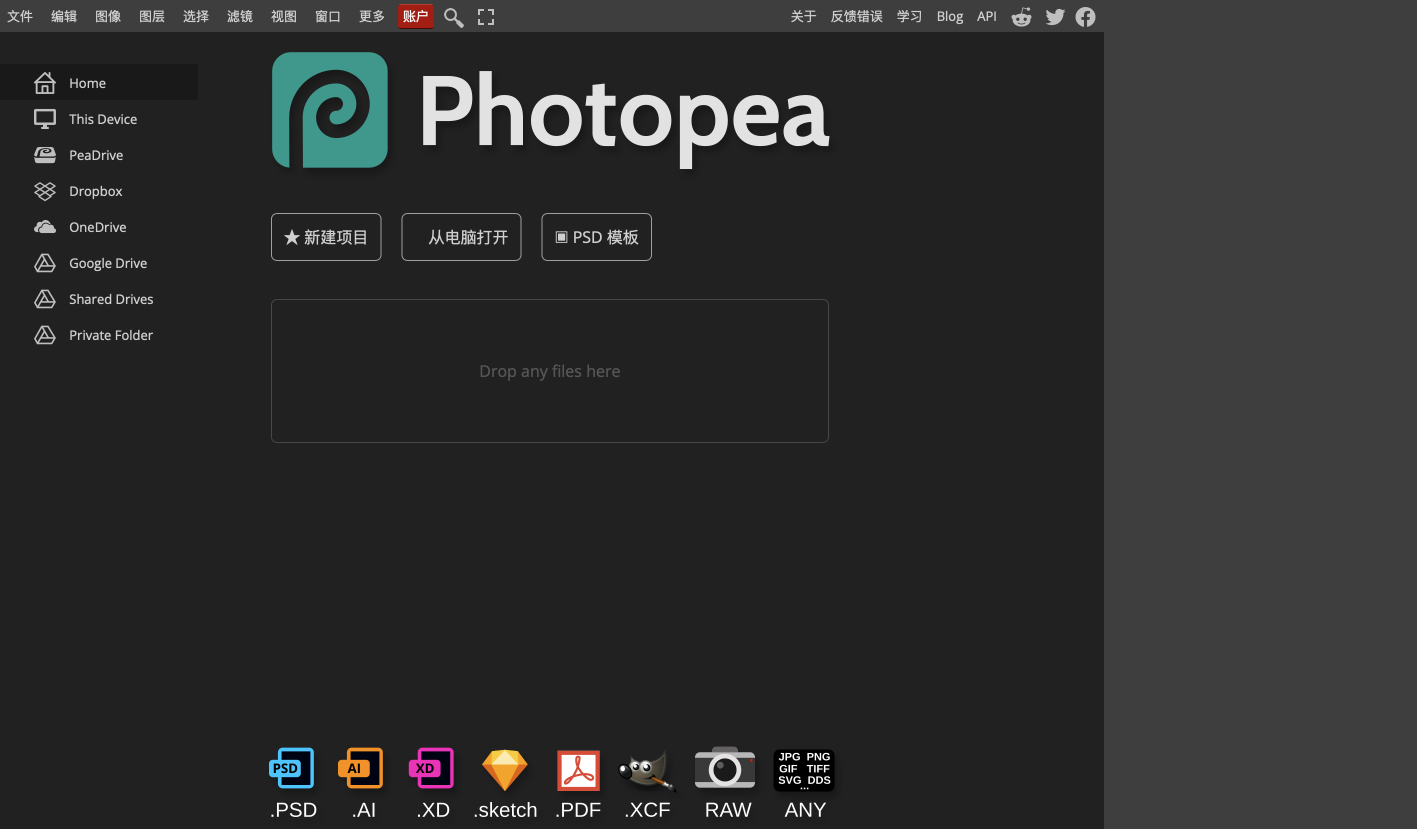 文件 编辑 图像 图层 选择 滤镜 视图 窗口 更多 账户 关于 反馈错误 学习 Blog API
Home
This Device
PeaDrive
Dropbox
OneDrive
Google Drive
Shared Drives
Private Folder
Photopea
★ 新建项目 从电脑打开 ▣ PSD 模板
Drop any files here
PSD AI XD
JPG PNG
GIF TIFF
SVG DDS
...
.PSD .AI .XD .sketch .PDF .XCF RAW ANY